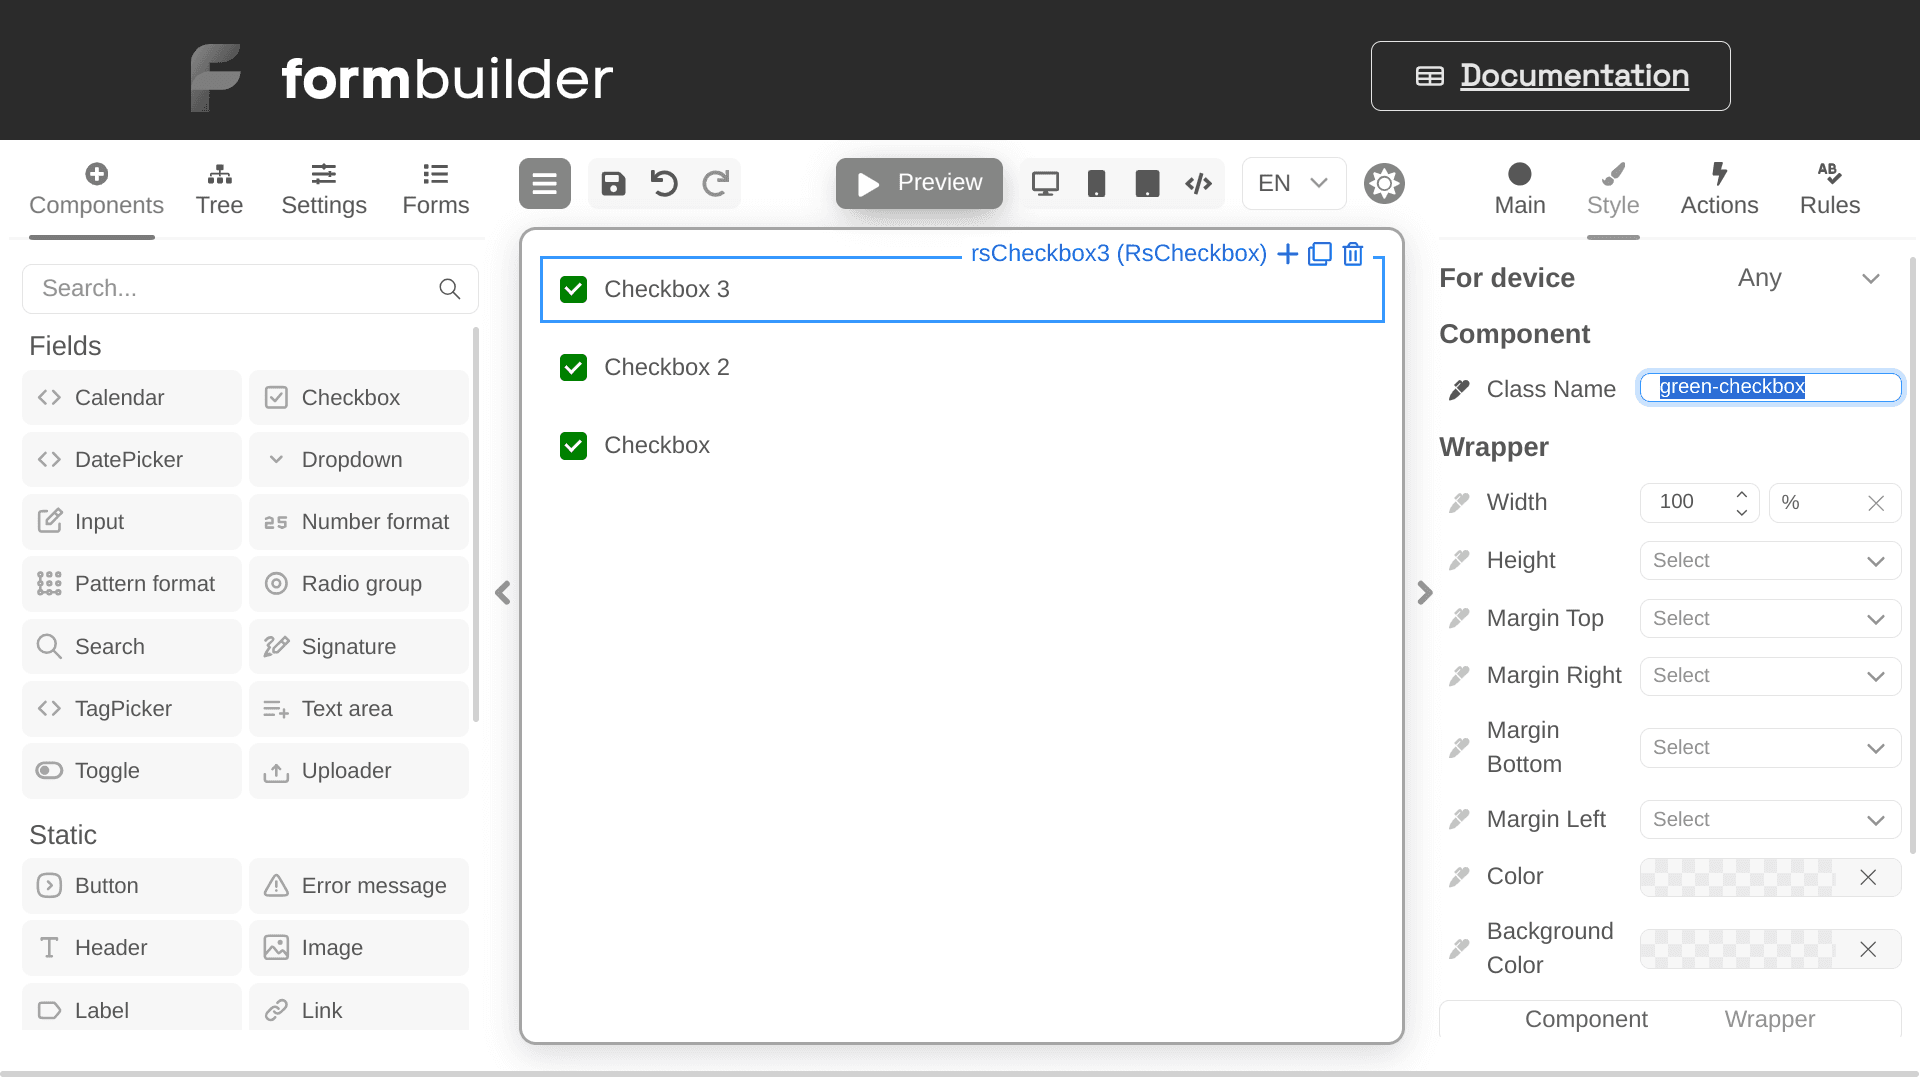 formbuilder
Documentation
Components
Tree
Settings
Forms
Preview
EN
Main
Style
Actions
Rules
Search...
Fields
Calendar
Checkbox
DatePicker
Dropdown
Input
25 Number format
Pattern format
Radio group
Search
Signature
TagPicker
Text area
Toggle
Uploader
Static
Button
Error message
Header
Image
Label
Link
rsCheckbox3 (RsCheckbox)
Checkbox 3
Checkbox 2
Checkbox
For device
Any
Component
Class Name
green-checkbox
Wrapper
Width
100
%
Height
Select
Margin Top
Select
Margin Right
Select
Margin
Bottom
Select
Margin Left
Select
Color
Background
Color
Component
Wrapper